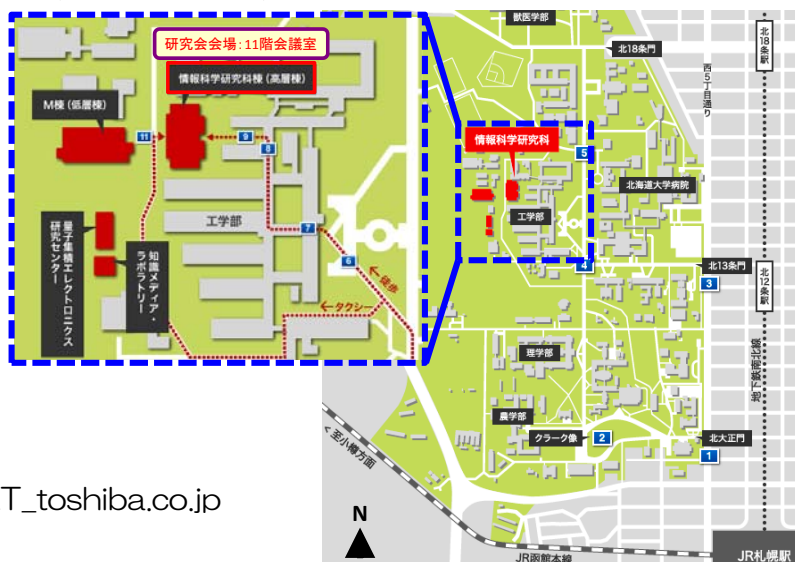 研究会会場：11階会議室
情報科学研究科棟（高層棟）
M棟（低層棟）
11
9
8
工学部
7
6
量子集積エレクトロニクス
研究センター
知識メディア・
ラボラトリー
←徒歩
←タクシー
獣医学部
北18条門
北18条駅
西5丁目通り
情報科学研究科
5
北海道大学病院
工学部
4
北13条門
3
北12条駅
地下鉄南北線
理学部
農学部
クラーク像
2
北大正門
1
＜至小樽方面
T_toshiba.co.jp
N
JR函館本線
JR札幌駅